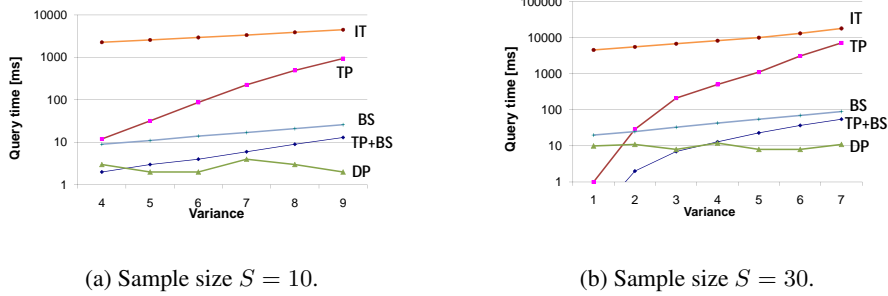 10000
1000
100
10
1
Query time [ms]
IT
TP
BS
TP+BS
DP
4 5 6 7 8 9
Variance
(a) Sample size S = 10.
100000
10000
1000
100
10
1
Query time [ms]
IT
TP
BS
TP+BS
DP
1 2 3 4 5 6 7
Variance
(b) Sample size S = 30.